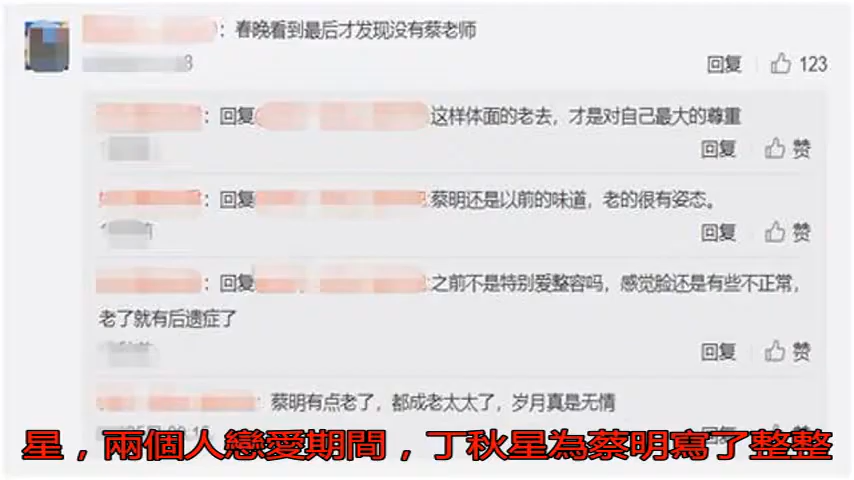 ：春晚看到最后才发现没有蔡老师
回复 123
：回复 :这样体面的老去，才是对自己最大的尊重
回复 赞
：回复 :蔡明还是以前的味道，老的很有姿态。
回复 赞
：回复 :之前不是特别爱整容吗，感觉脸还是有些不正常，
老了就有后遗症了
回复 赞
：蔡明有点老了，都成老太太了，岁月真是无情
星，兩個人戀愛期間，丁秋星為蔡明寫了整整